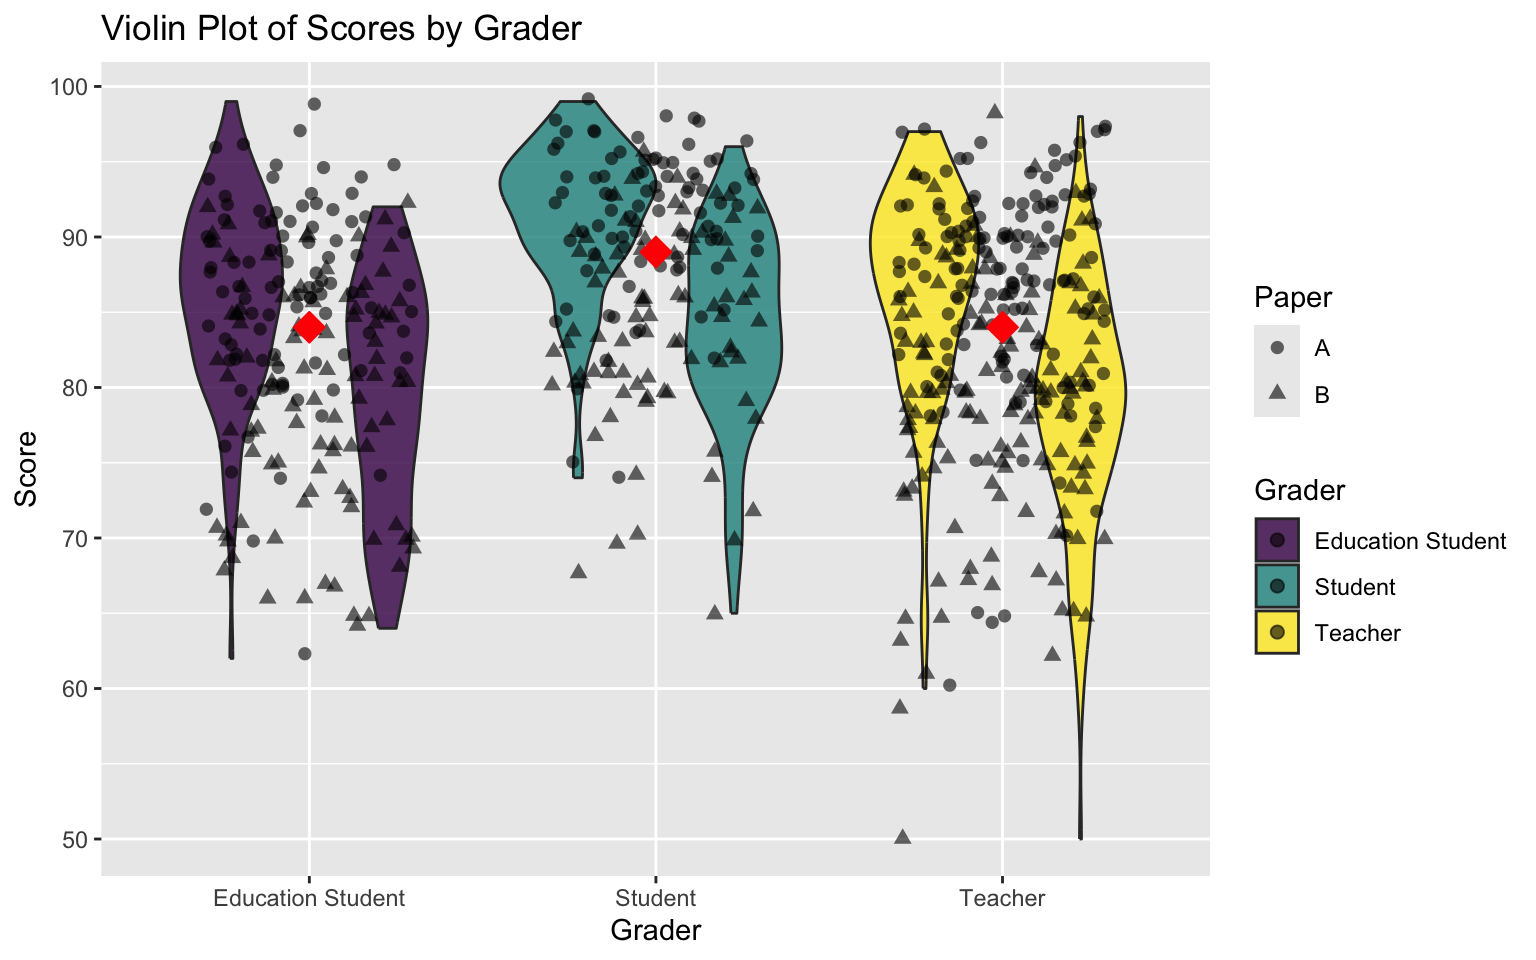 Violin Plot of Scores by Grader
100
90
80
70
60
50
Score
Education Student
Student
Teacher
Grader
Paper
A
B
Grader
Education Student
Student
Teacher